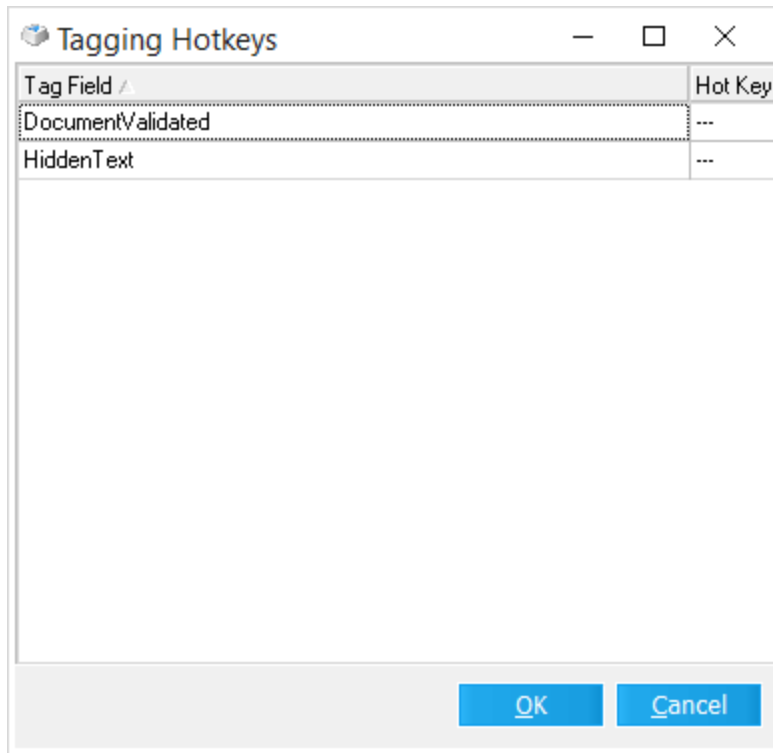 Tagging Hotkeys
Tag Field Hot Key
DocumentValidated ---
HiddenText ---
OK Cancel